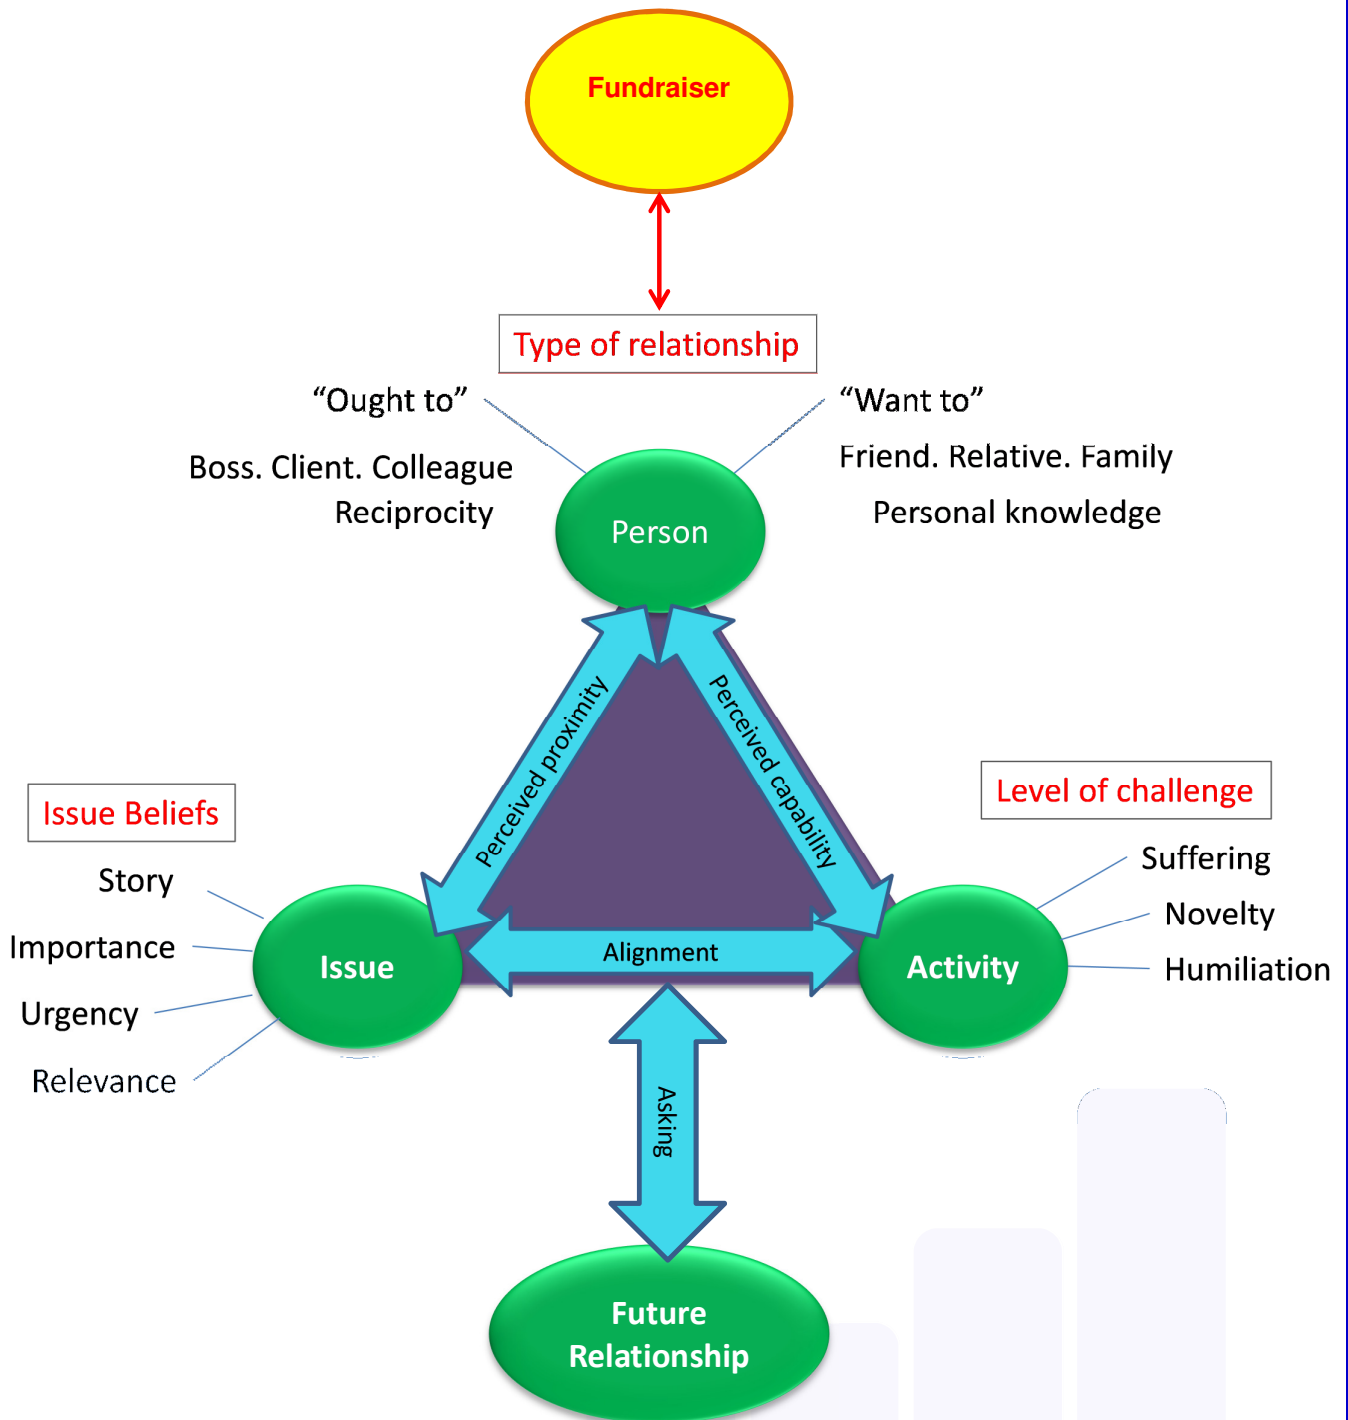 Fundraiser
Type of relationship
“Ought to”
“Want to”
Boss. Client. Colleague
Reciprocity
Friend. Relative. Family
Personal knowledge
Person
Perceived proximity
Perceived capability
Issue Beliefs
Level of challenge
Story
Importance
Urgency
Relevance
Suffering
Novelty
Humiliation
Issue
Alignment
Activity
Asking
Future
Relationship